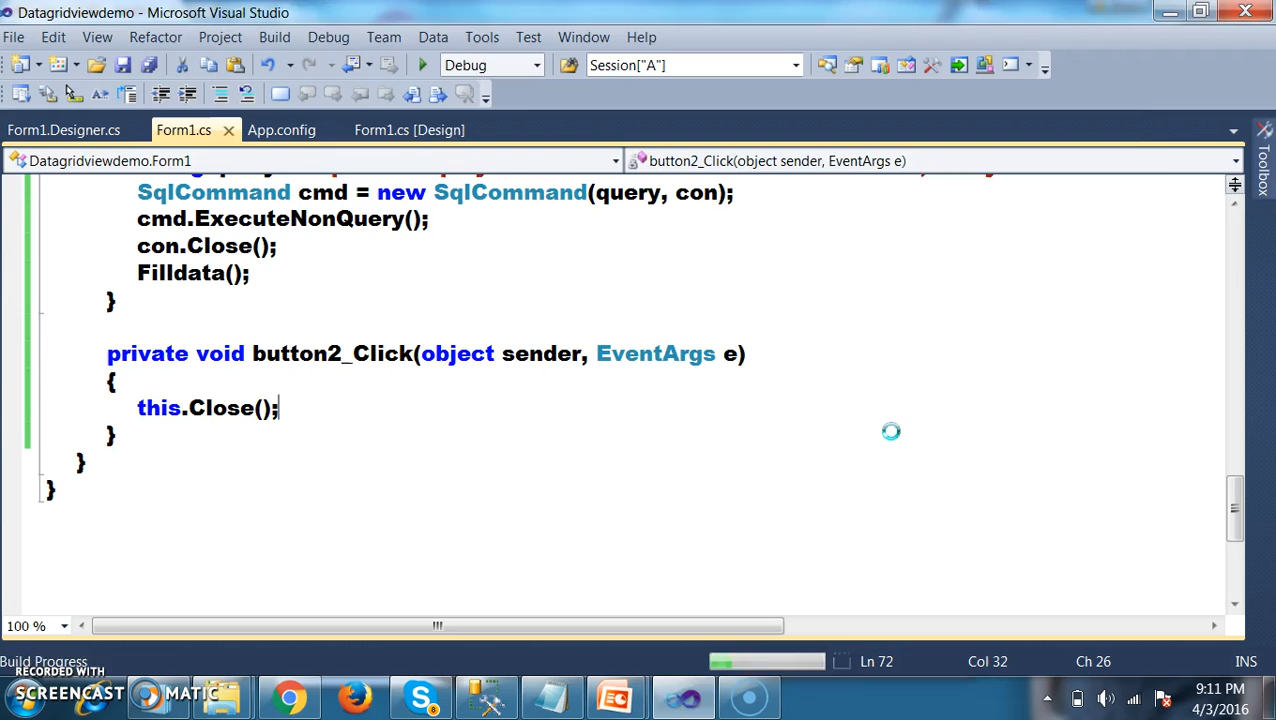 Datagridviewdemo - Microsoft Visual Studio
File Edit View Refactor Project Build Debug Team Data Tools Test Window Help
Debug Session["A"]
Form1.Designer.cs Form1.cs App.config Form1.cs [Design]
Datagridviewdemo.Form1 button2_Click(object sender, EventArgs e)
SqlCommand cmd = new SqlCommand(query, con);
cmd.ExecuteNonQuery();
con.Close();
Filldata();
}
private void button2_Click(object sender, EventArgs e)
{
this.Close();
}
}
}
Toolbox
100 %
Build Progress Ln 72 Col 32 Ch 26 INS
RECORDED WITH
SCREENCAST MATIC
9:11 PM
4/3/2016